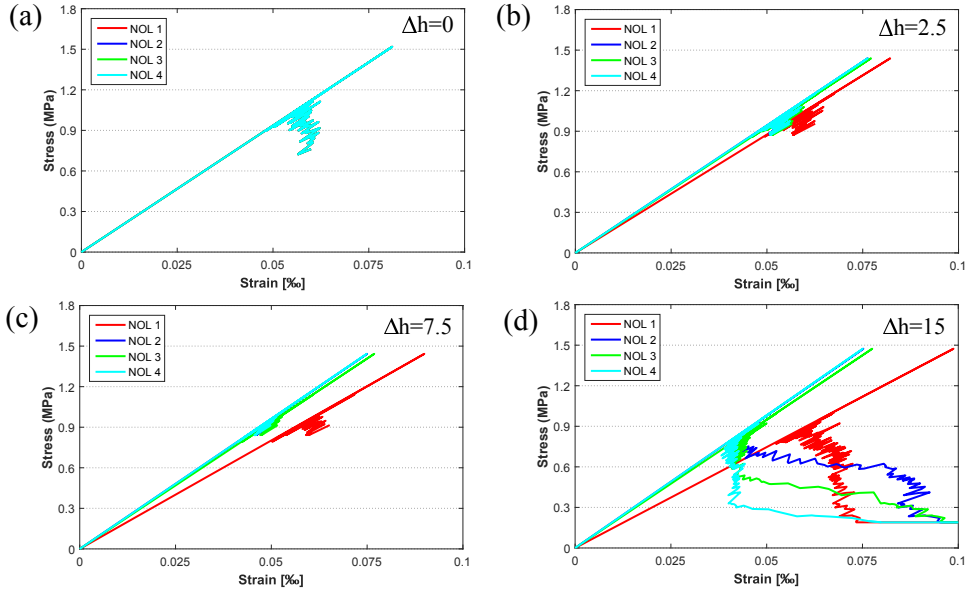 (a)
Δh=0
NOL 1
NOL 2
NOL 3
NOL 4
Stress (MPa)
1.8
1.5
1.2
0.9
0.6
0.3
0
0 0.025 0.05 0.075 0.1
Strain [‰]
(b)
Δh=2.5
NOL 1
NOL 2
NOL 3
NOL 4
Stress (MPa)
1.8
1.5
1.2
0.9
0.6
0.3
0
0 0.025 0.05 0.075 0.1
Strain [‰]
(c)
Δh=7.5
NOL 1
NOL 2
NOL 3
NOL 4
Stress (MPa)
1.8
1.5
1.2
0.9
0.6
0.3
0
0 0.025 0.05 0.075 0.1
Strain [‰]
(d)
Δh=15
NOL 1
NOL 2
NOL 3
NOL 4
Stress (MPa)
1.8
1.5
1.2
0.9
0.6
0.3
0
0 0.025 0.05 0.075 0.1
Strain [‰]